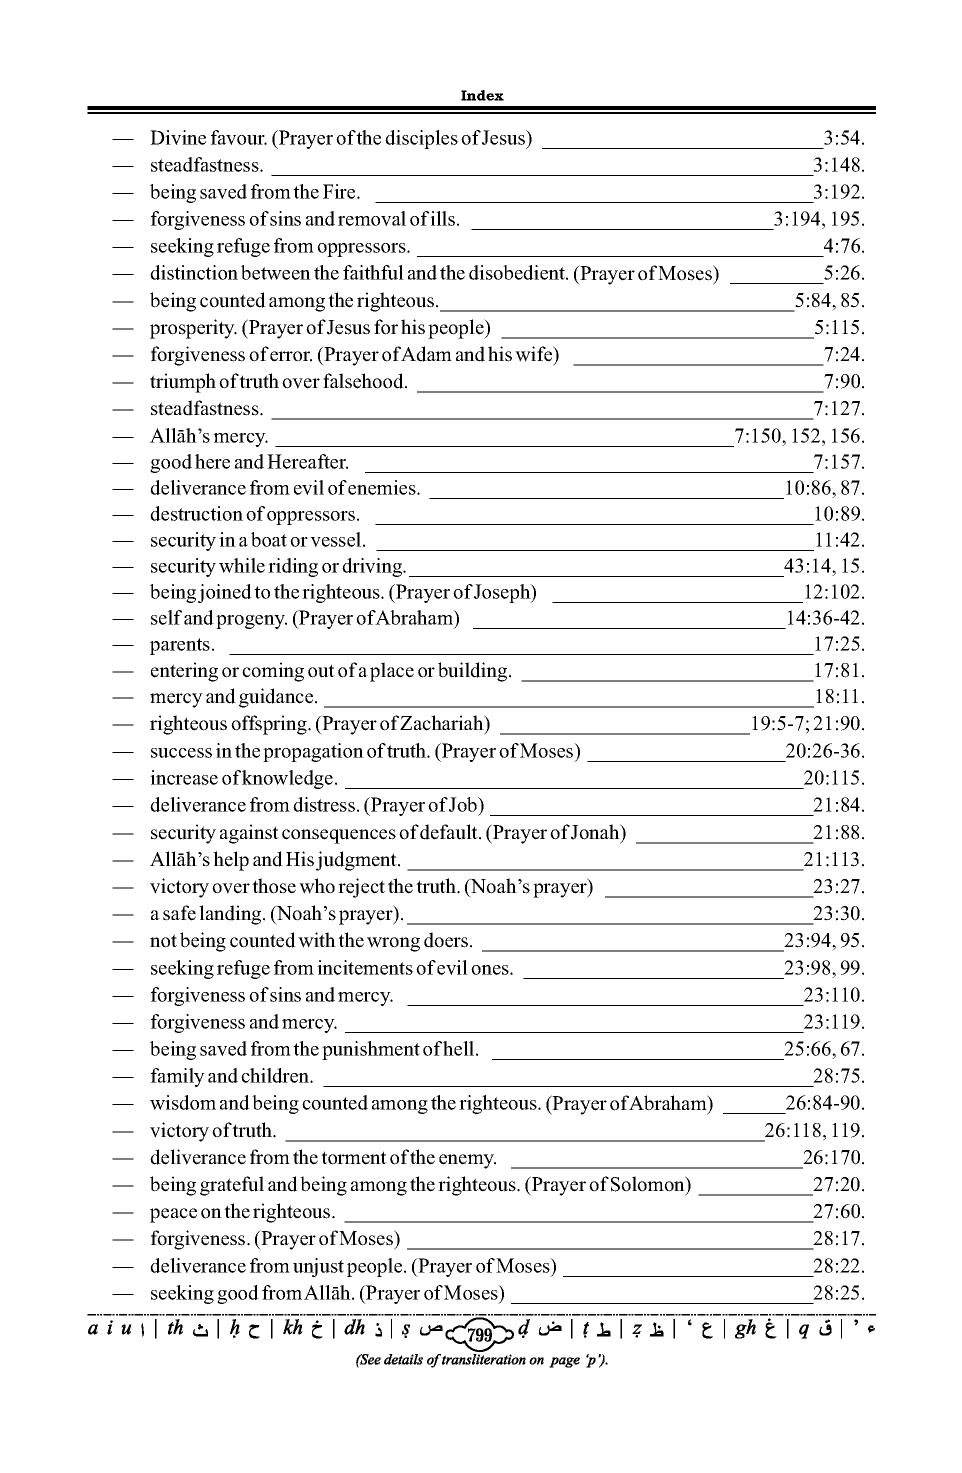 Index
— Divine favour. (Prayer of the disciples of Jesus) 3:54.
— steadfastness. 3:148.
— being saved from the Fire. 3:192.
— forgiveness of sins and removal of ills. 3:194, 195.
— seeking refuge from oppressors. 4:76.
— distinction between the faithful and the disobedient. (Prayer of Moses) 5:26.
— being counted among the righteous. 5:84, 85.
— prosperity. (Prayer of Jesus for his people) 5:115.
— forgiveness of error. (Prayer of Adam and his wife) 7:24.
— triumph of truth over falsehood. 7:90.
— steadfastness. 7:127.
— Allāh’s mercy. 7:150, 152, 156.
— good here and Hereafter. 7:157.
— deliverance from evil of enemies. 10:86, 87.
— destruction of oppressors. 10:89.
— security in a boat or vessel. 11:42.
— security while riding or driving. 43:14, 15.
— being joined to the righteous. (Prayer of Joseph) 12:102.
— self and progeny. (Prayer of Abraham) 14:36-42.
— parents. 17:25.
— entering or coming out of a place or building. 17:81.
— mercy and guidance. 18:11.
— righteous offspring. (Prayer of Zachariah) 19:5-7; 21:90.
— success in the propagation of truth. (Prayer of Moses) 20:26-36.
— increase of knowledge. 20:115.
— deliverance from distress. (Prayer of Job) 21:84.
— security against consequences of default. (Prayer of Jonah) 21:88.
— Allāh’s help and His judgment. 21:113.
— victory over those who reject the truth. (Noah’s prayer) 23:27.
— a safe landing. (Noah’s prayer). 23:30.
— not being counted with the wrong doers. 23:94, 95.
— seeking refuge from incitements of evil ones. 23:98, 99.
— forgiveness of sins and mercy. 23:110.
— forgiveness and mercy. 23:119.
— being saved from the punishment of hell. 25:66, 67.
— family and children. 28:75.
— wisdom and being counted among the righteous. (Prayer of Abraham) 26:84-90.
— victory of truth. 26:118, 119.
— deliverance from the torment of the enemy. 26:170.
— being grateful and being among the righteous. (Prayer of Solomon) 27:20.
— peace on the righteous. 27:60.
— forgiveness. (Prayer of Moses) 28:17.
— deliverance from unjust people. (Prayer of Moses) 28:22.
— seeking good from Allāh. (Prayer of Moses) 28:25.
a i u ا | th ث | ḥ ح | kh خ | dh ذ | ṣ ص 799 ḍ ض | ṭ ط | ẓ ظ | ‘ ع | gh غ | q ق | ’ ء
(See details of transliteration on page ‘p’).